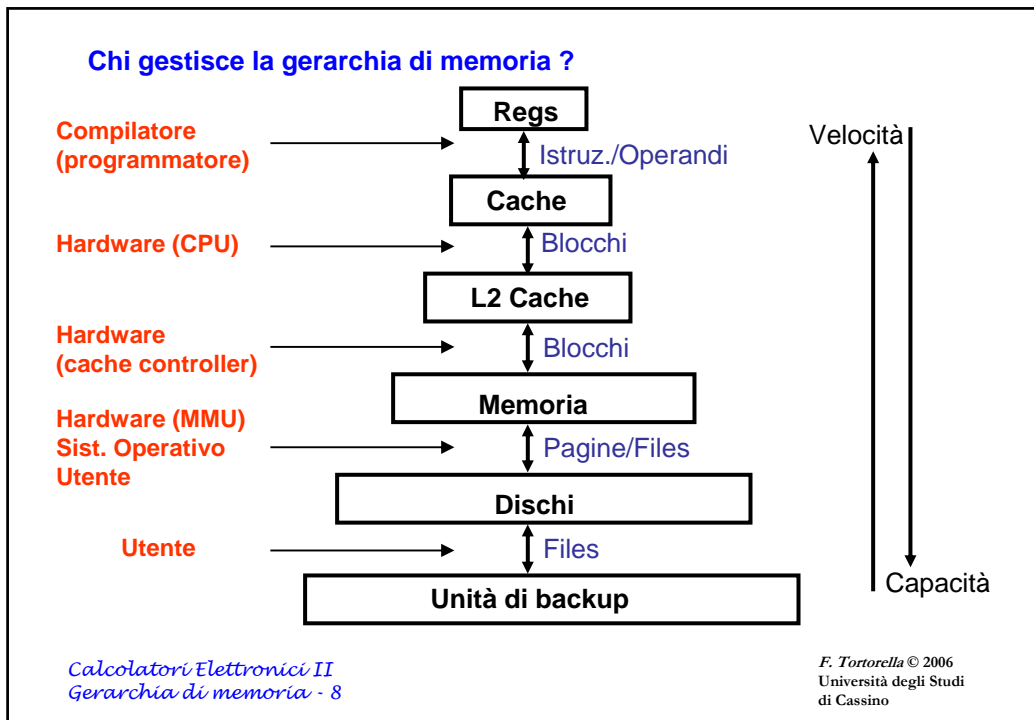 Chi gestisce la gerarchia di memoria ?
Regs
Compilatore
(programmatore)
Istruz./Operandi
Velocità
Cache
Hardware (CPU)
Blocchi
L2 Cache
Hardware
(cache controller)
Blocchi
Memoria
Hardware (MMU)
Sist. Operativo
Utente
Pagine/Files
Dischi
Utente
Files
Capacità
Unità di backup
Calcolatori Elettronici II
Gerarchia di memoria - 8
F. Tortorella © 2006
Università degli Studi
di Cassino